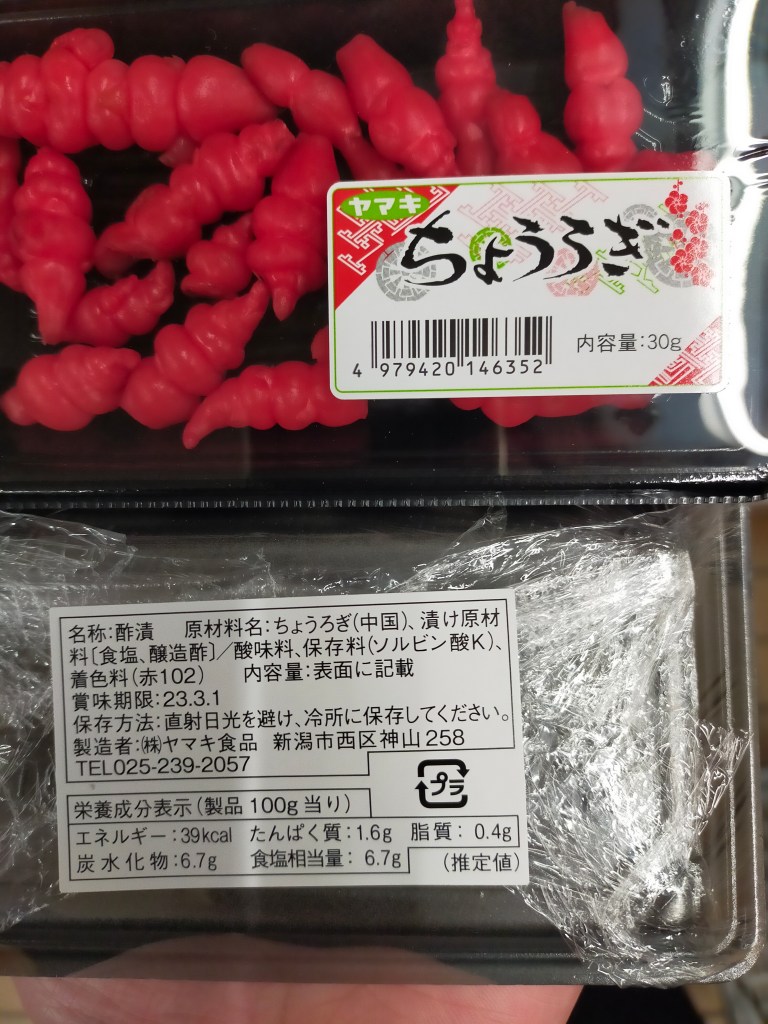 ヤマキ
ちょうろぎ
内容量:30g
4 979420 146352
名称:酢漬 原材料名:ちょうろぎ(中国)、漬け原材
料〔食塩、醸造酢〕／酸味料、保存料(ソルビン酸K)、
着色料(赤102) 内容量:表面に記載
賞味期限:23.3.1
保存方法:直射日光を避け、冷所に保存してください。
製造者:㈱ヤマキ食品 新潟市西区神山258
TEL025-239-2057
プラ
栄養成分表示(製品100g当り)
エネルギー:39kcal たんぱく質:1.6g 脂質:0.4g
炭水化物:6.7g 食塩相当量:6.7g (推定値)